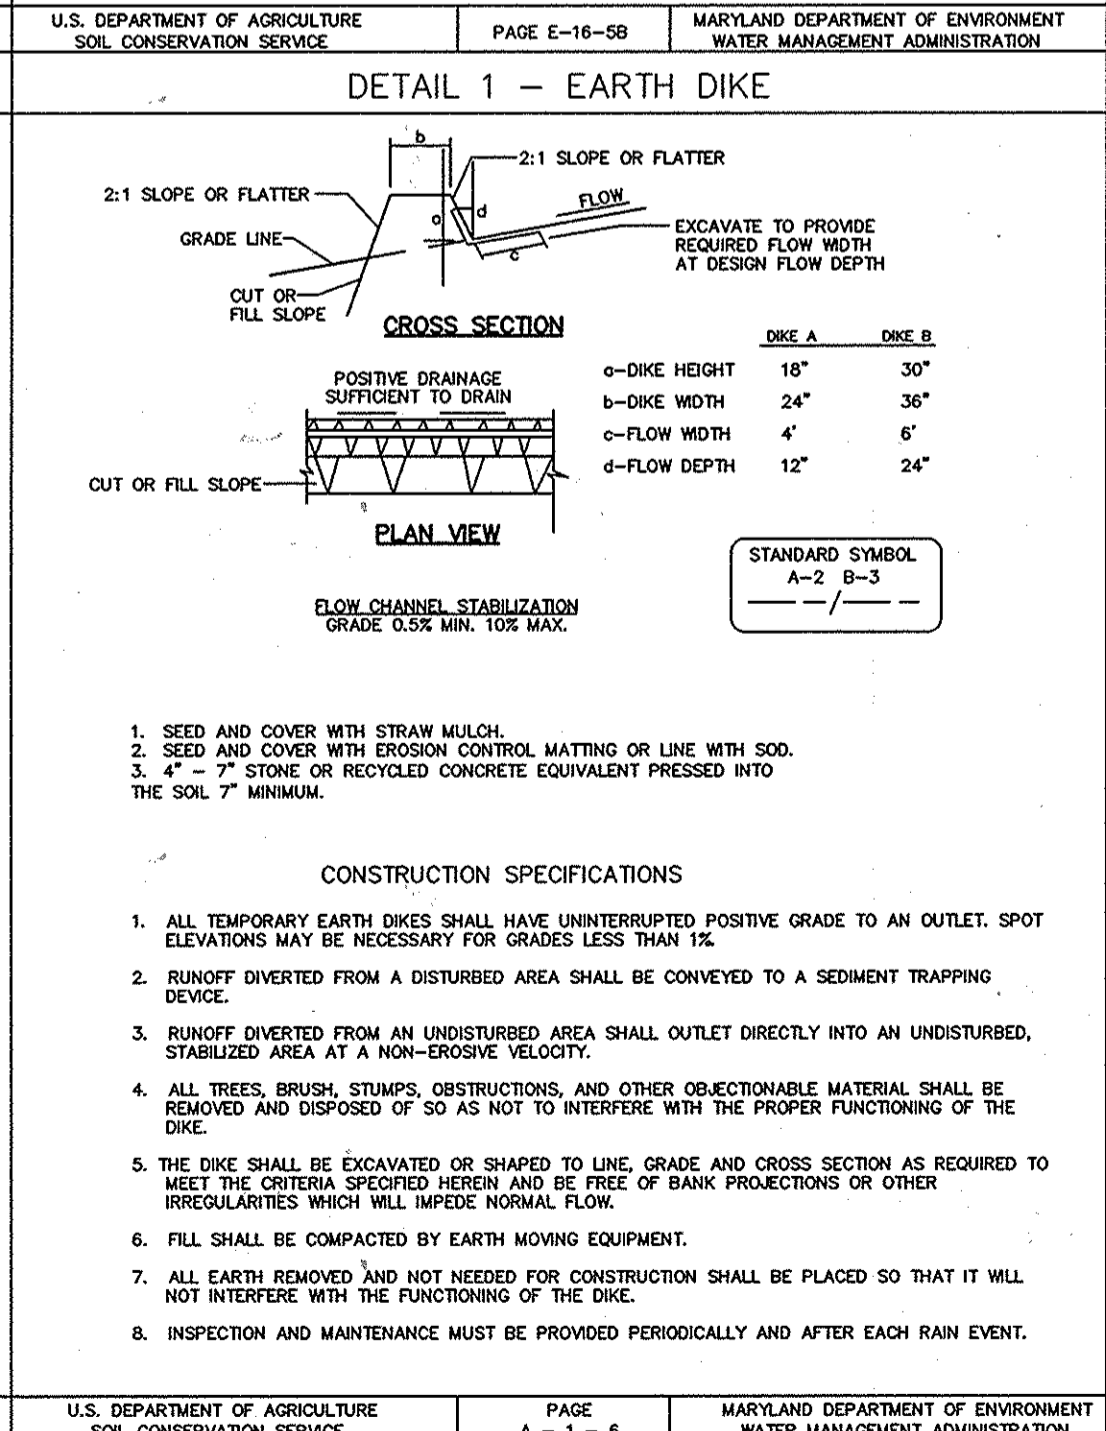 U.S. DEPARTMENT OF AGRICULTURE
SOIL CONSERVATION SERVICE
PAGE E-16-5B
MARYLAND DEPARTMENT OF ENVIRONMENT
WATER MANAGEMENT ADMINISTRATION
DETAIL 1 – EARTH DIKE
b
2:1 SLOPE OR FLATTER
2:1 SLOPE OR FLATTER
FLOW
a
d
GRADE LINE
c
EXCAVATE TO PROVIDE
REQUIRED FLOW WIDTH
AT DESIGN FLOW DEPTH
CUT OR
FILL SLOPE
CROSS SECTION
DIKE A DIKE B
a-DIKE HEIGHT 18" 30"
b-DIKE WIDTH 24" 36"
c-FLOW WIDTH 4' 6'
d-FLOW DEPTH 12" 24"
POSITIVE DRAINAGE
SUFFICIENT TO DRAIN
CUT OR FILL SLOPE
PLAN VIEW
STANDARD SYMBOL
A-2 B-3
FLOW CHANNEL STABILIZATION
GRADE 0.5% MIN. 10% MAX.
1. SEED AND COVER WITH STRAW MULCH.
2. SEED AND COVER WITH EROSION CONTROL MATTING OR LINE WITH SOD.
3. 4" – 7" STONE OR RECYCLED CONCRETE EQUIVALENT PRESSED INTO
THE SOIL 7" MINIMUM.
CONSTRUCTION SPECIFICATIONS
1. ALL TEMPORARY EARTH DIKES SHALL HAVE UNINTERRUPTED POSITIVE GRADE TO AN OUTLET. SPOT
ELEVATIONS MAY BE NECESSARY FOR GRADES LESS THAN 1%.
2. RUNOFF DIVERTED FROM A DISTURBED AREA SHALL BE CONVEYED TO A SEDIMENT TRAPPING
DEVICE.
3. RUNOFF DIVERTED FROM AN UNDISTURBED AREA SHALL OUTLET DIRECTLY INTO AN UNDISTURBED,
STABILIZED AREA AT A NON-EROSIVE VELOCITY.
4. ALL TREES, BRUSH, STUMPS, OBSTRUCTIONS, AND OTHER OBJECTIONABLE MATERIAL SHALL BE
REMOVED AND DISPOSED OF SO AS NOT TO INTERFERE WITH THE PROPER FUNCTIONING OF THE
DIKE.
5. THE DIKE SHALL BE EXCAVATED OR SHAPED TO LINE, GRADE AND CROSS SECTION AS REQUIRED TO
MEET THE CRITERIA SPECIFIED HEREIN AND BE FREE OF BANK PROJECTIONS OR OTHER
IRREGULARITIES WHICH WILL IMPEDE NORMAL FLOW.
6. FILL SHALL BE COMPACTED BY EARTH MOVING EQUIPMENT.
7. ALL EARTH REMOVED AND NOT NEEDED FOR CONSTRUCTION SHALL BE PLACED SO THAT IT WILL
NOT INTERFERE WITH THE FUNCTIONING OF THE DIKE.
8. INSPECTION AND MAINTENANCE MUST BE PROVIDED PERIODICALLY AND AFTER EACH RAIN EVENT.
U.S. DEPARTMENT OF AGRICULTURE
SOIL CONSERVATION SERVICE
PAGE
A – 1 – 6
MARYLAND DEPARTMENT OF ENVIRONMENT
WATER MANAGEMENT ADMINISTRATION